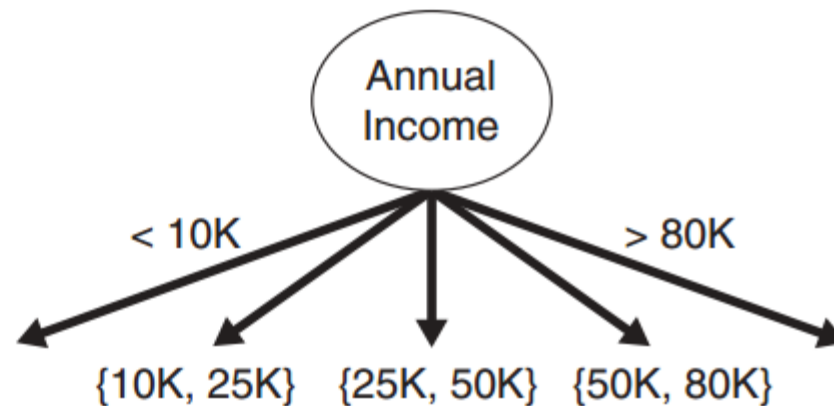 Annual
Income
< 10K
> 80K
{10K, 25K}
{25K, 50K}
{50K, 80K}